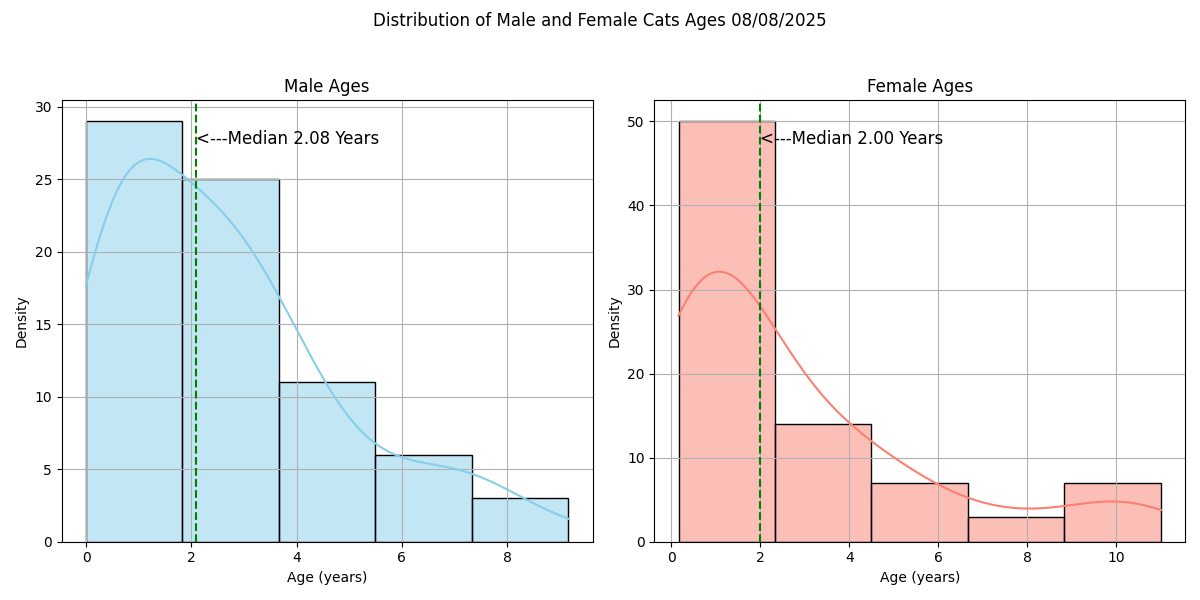 Distribution of Male and Female Cats Ages 08/08/2025
Male Ages
30
25
20
15
10
5
0
Density
<---Median 2.08 Years
0 2 4 6 8
Age (years)
Female Ages
50
40
30
20
10
0
Density
<---Median 2.00 Years
0 2 4 6 8 10
Age (years)